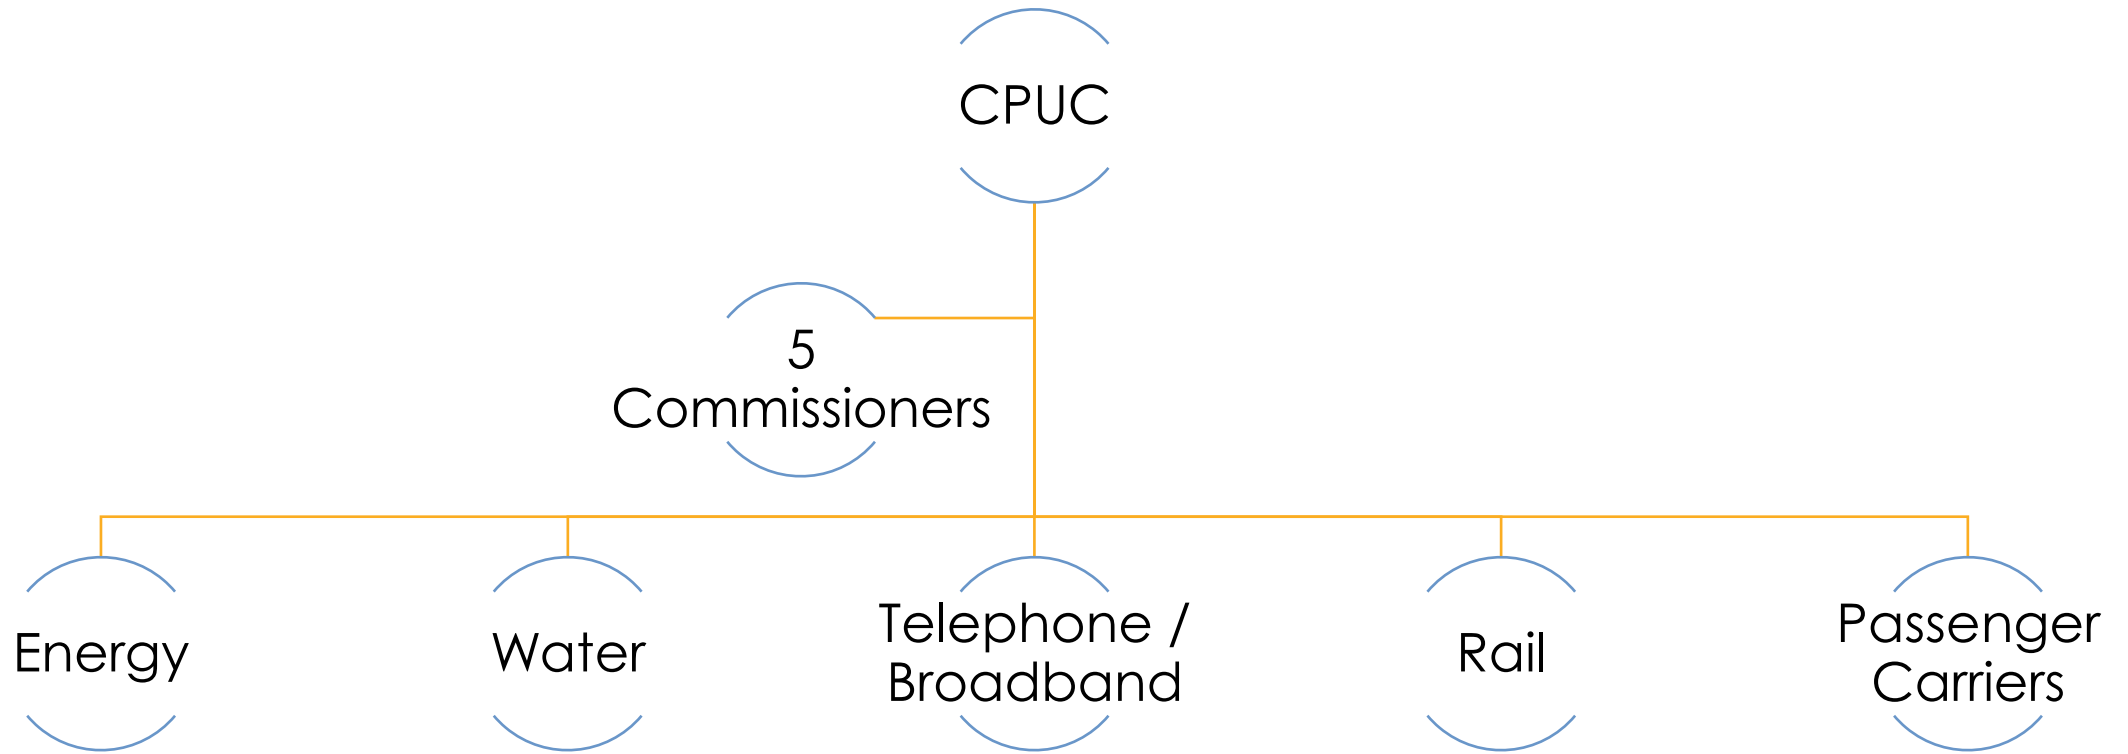 CPUC
5
Commissioners
Energy
Water
Telephone /
Broadband
Rail
Passenger
Carriers